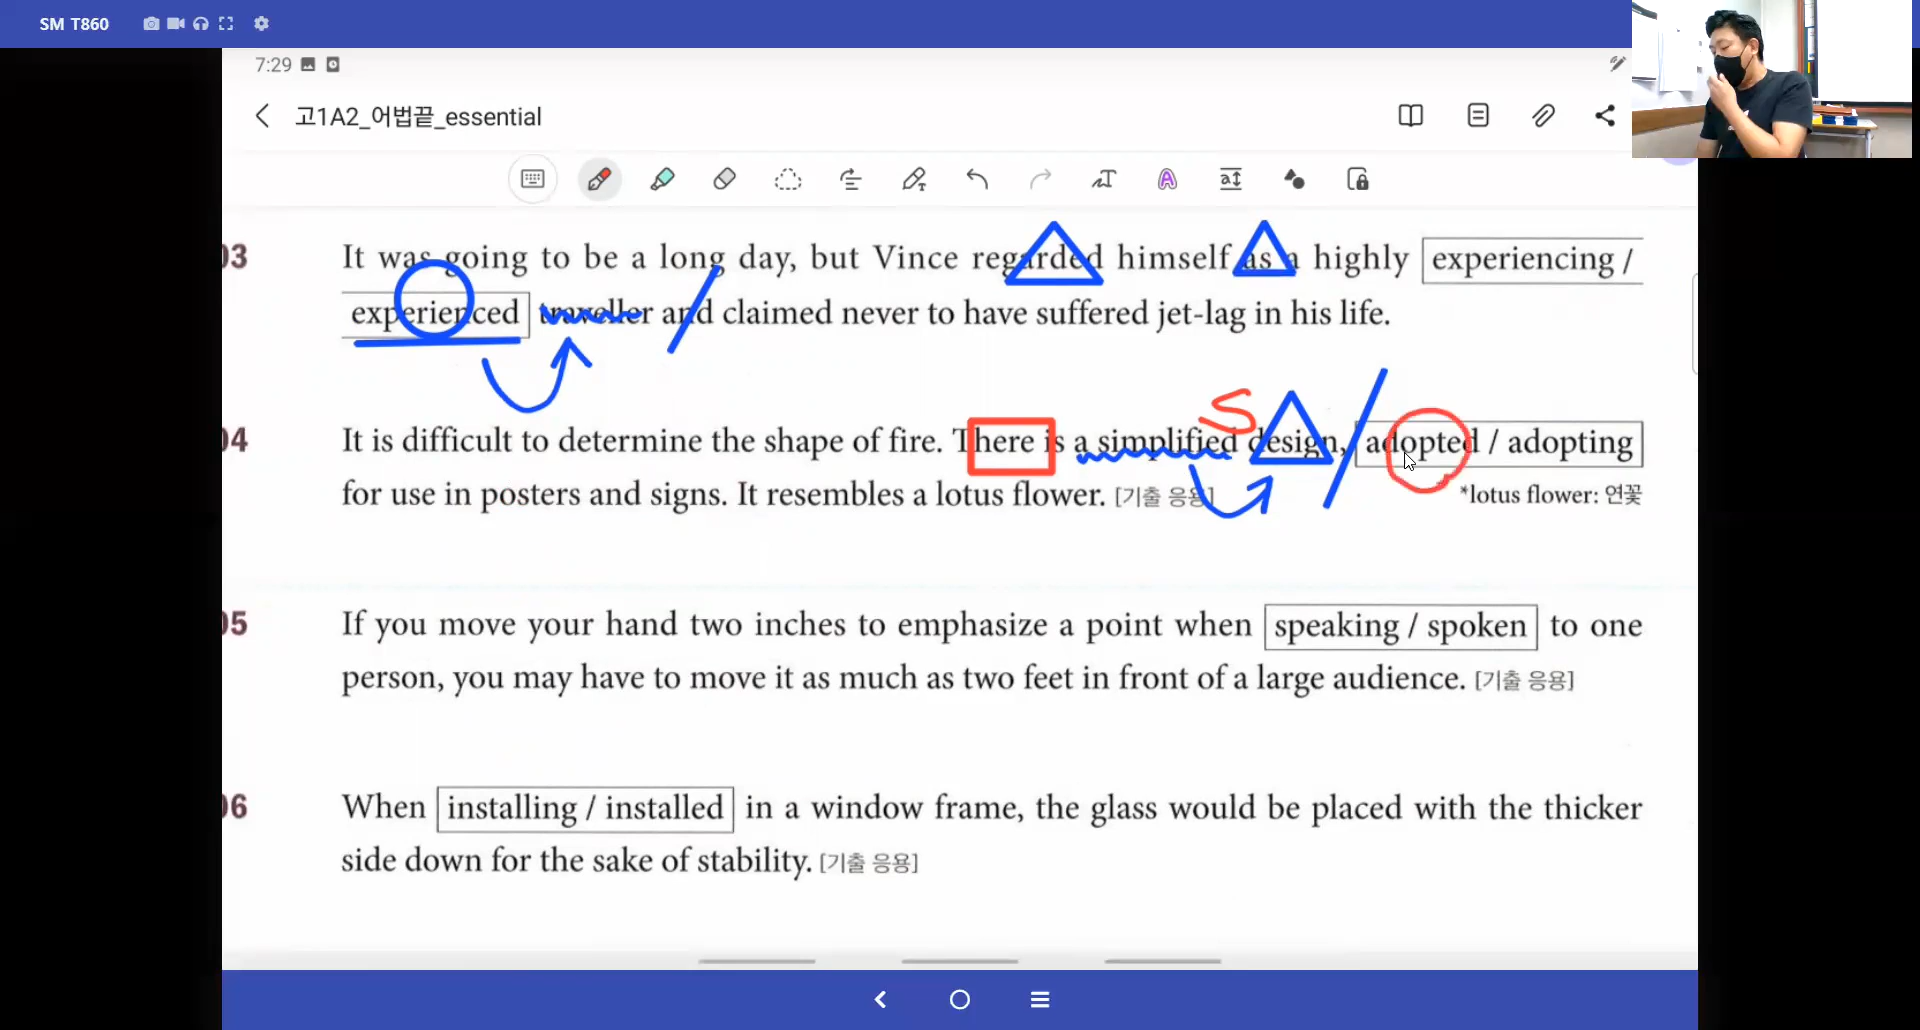 SM T860
7:29
고1A2_어법끝_essential
03 It was going to be a long day, but Vince regarded himself as a highly experiencing /
experienced traveller and claimed never to have suffered jet-lag in his life.
S
04 It is difficult to determine the shape of fire. There is a simplified design, adopted / adopting
for use in posters and signs. It resembles a lotus flower. [기출 응용] *lotus flower: 연꽃
05 If you move your hand two inches to emphasize a point when speaking / spoken to one
person, you may have to move it as much as two feet in front of a large audience. [기출 응용]
06 When installing / installed in a window frame, the glass would be placed with the thicker
side down for the sake of stability. [기출 응용]